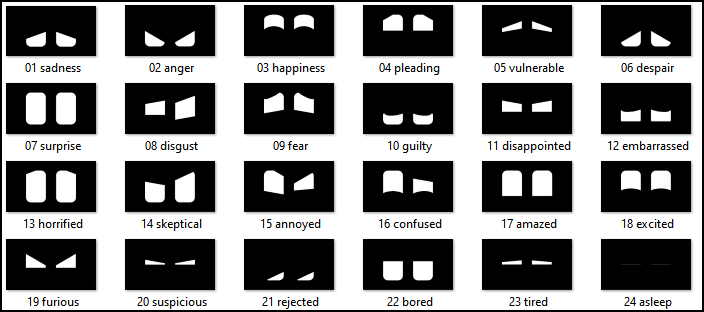 01 sadness
02 anger
03 happiness
04 pleading
05 vulnerable
06 despair
07 surprise
08 disgust
09 fear
10 guilty
11 disappointed
12 embarrassed
13 horrified
14 skeptical
15 annoyed
16 confused
17 amazed
18 excited
19 furious
20 suspicious
21 rejected
22 bored
23 tired
24 asleep